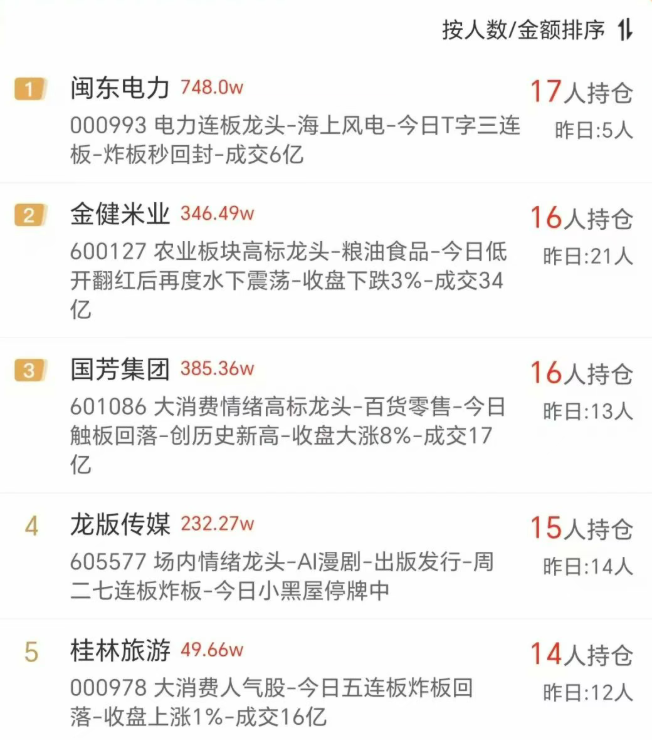 按人数/金额排序
1 闽东电力 748.0w 17人持仓
000993 电力连板龙头-海上风电-今日T字三连 昨日:5人
板-炸板秒回封-成交6亿
2 金健米业 346.49w 16人持仓
600127 农业板块高标龙头-粮油食品-今日低 昨日:21人
开翻红后再度水下震荡-收盘下跌3%-成交34
亿
3 国芳集团 385.36w 16人持仓
601086 大消费情绪高标龙头-百货零售-今日 昨日:13人
触板回落-创历史新高-收盘大涨8%-成交17
亿
4 龙版传媒 232.27w 15人持仓
605577 场内情绪龙头-AI漫剧-出版发行-周 昨日:14人
二七连板炸板-今日小黑屋停牌中
5 桂林旅游 49.66w 14人持仓
000978 大消费人气股-今日五连板炸板回 昨日:12人
落-收盘上涨1%-成交16亿